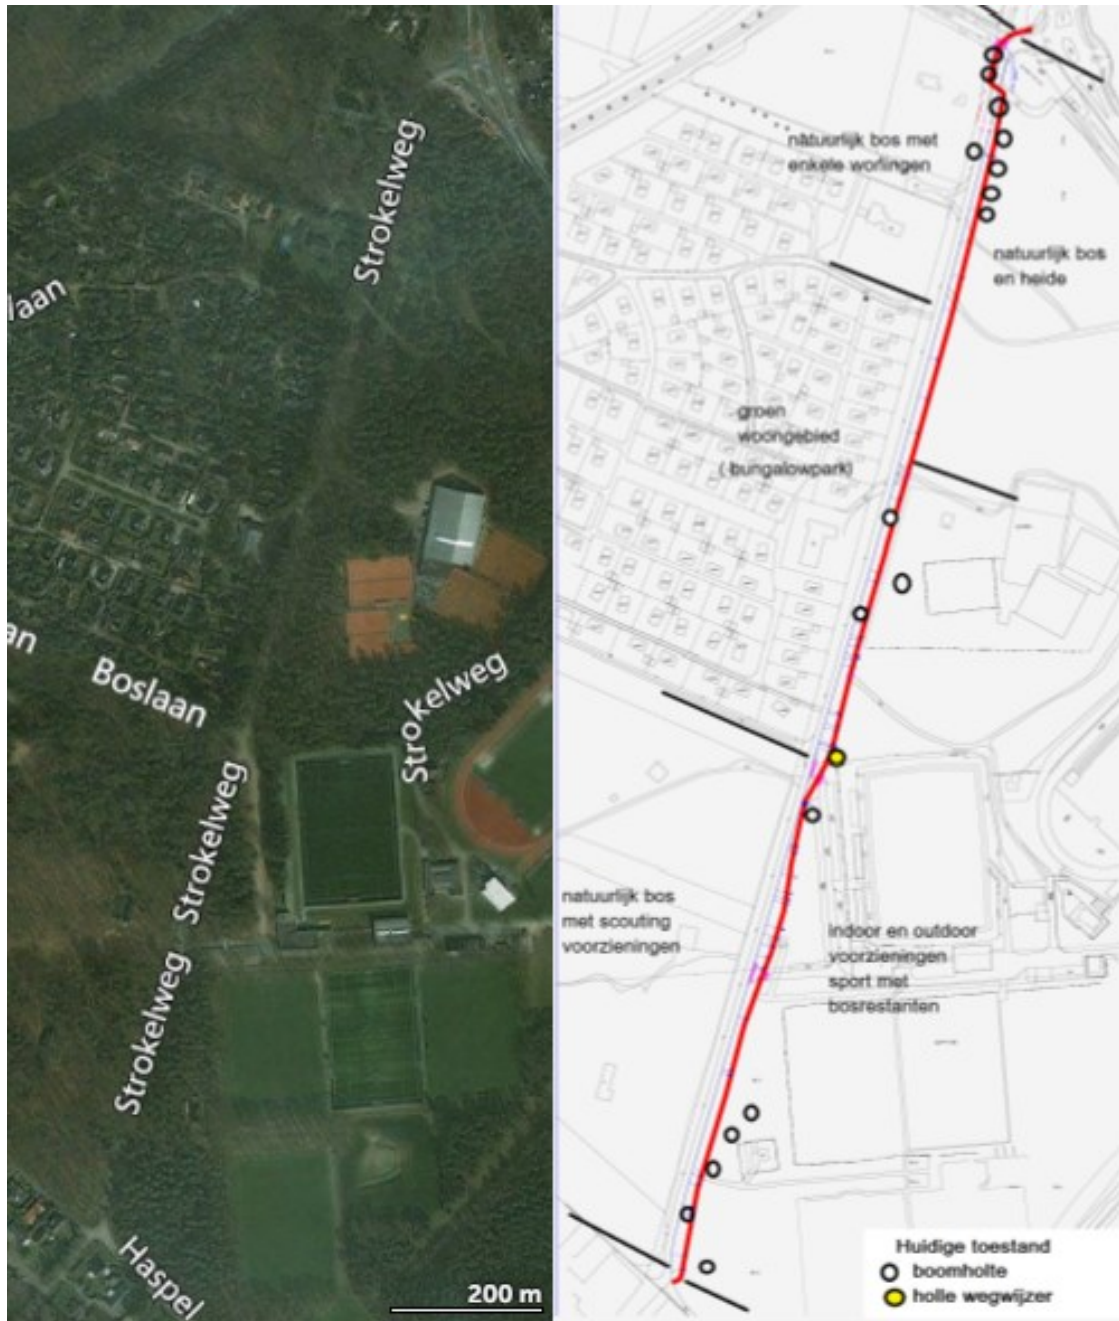 Strokelweg
laan
Boslaan
Strokelweg
Strokelweg
Strokelweg
Haspel
200 m
natuurlijk bos met
enkele worlingen
natuurlijk bos
en heide
groen
woongebied
(bungalowpark)
natuurlijk bos
met scouting
voorzieningen
indoor en outdoor
voorzieningen
sport met
bosrestanten
Huidige toestand
boomholte
holle wegwijzer